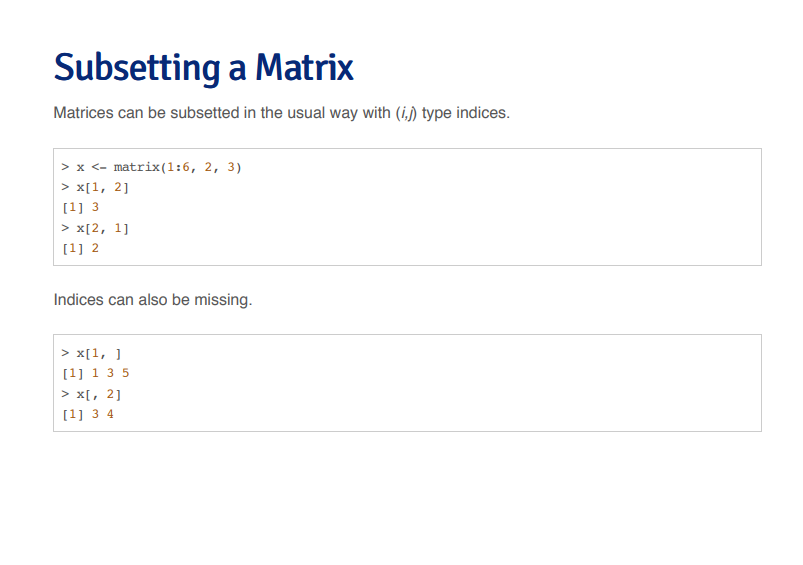 Subsetting a Matrix
Matrices can be subsetted in the usual way with (i,j) type indices.
> x <- matrix(1:6, 2, 3)
> x[1, 2]
[1] 3
> x[2, 1]
[1] 2
Indices can also be missing.
> x[1, ]
[1] 1 3 5
> x[, 2]
[1] 3 4